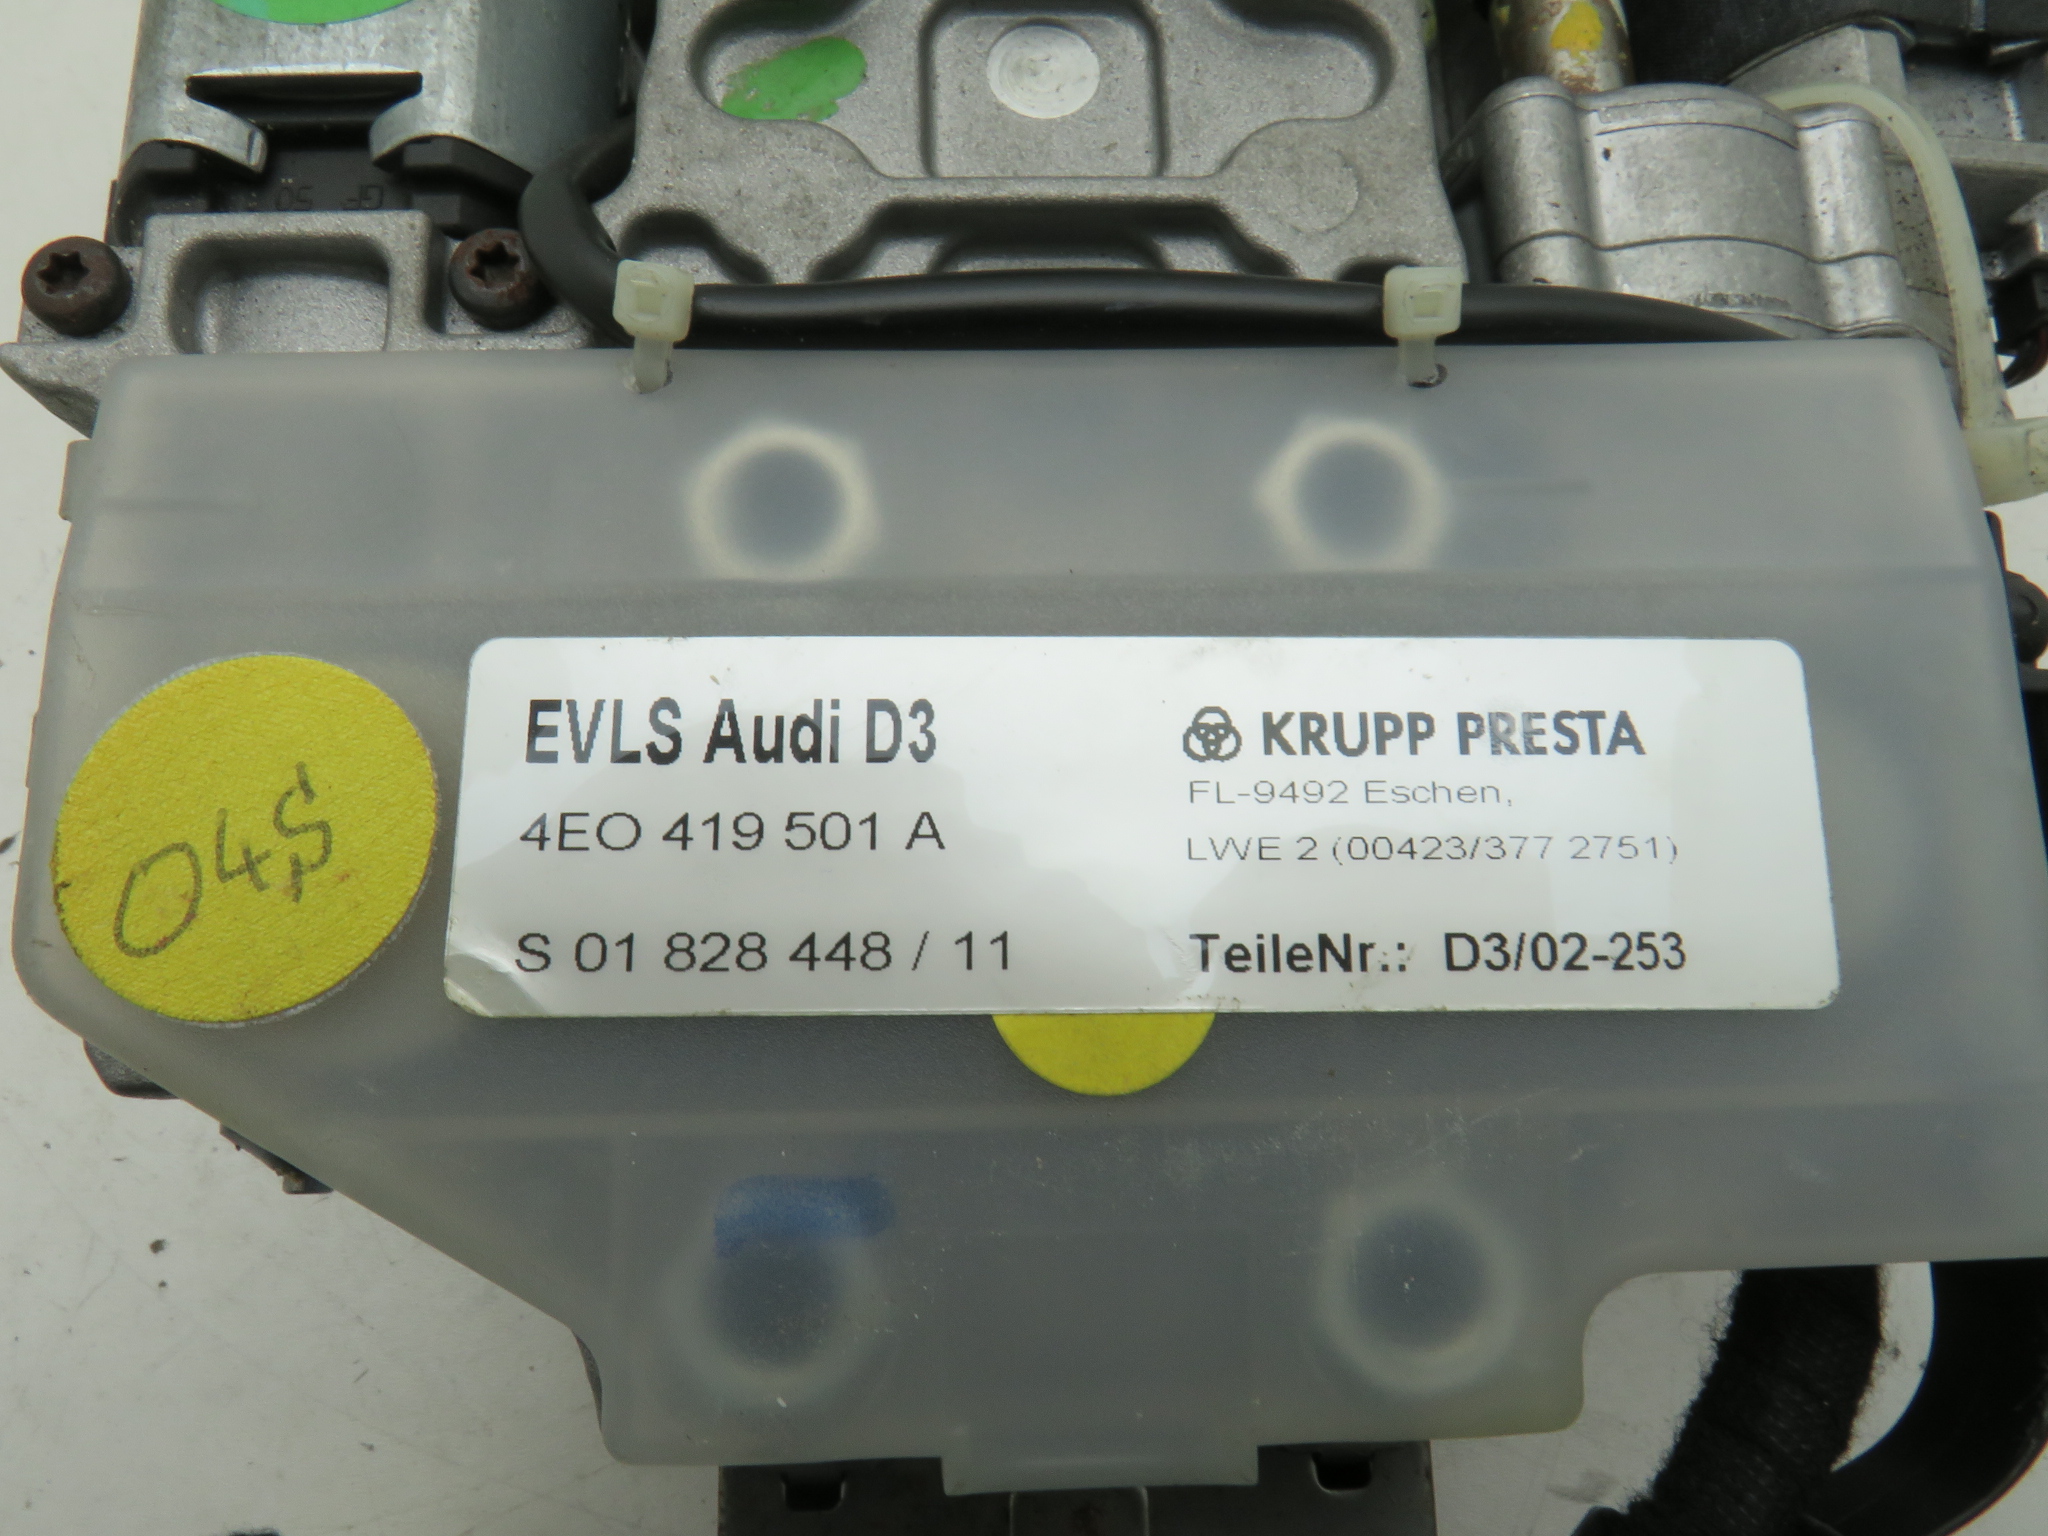 04S
EVLS Audi D3
4EO 419 501 A
S 01 828 448 / 11
KRUPP PRESTA
FL-9492 Eschen,
LWE 2 (00423/377 2751)
TeileNr.: D3/02-253